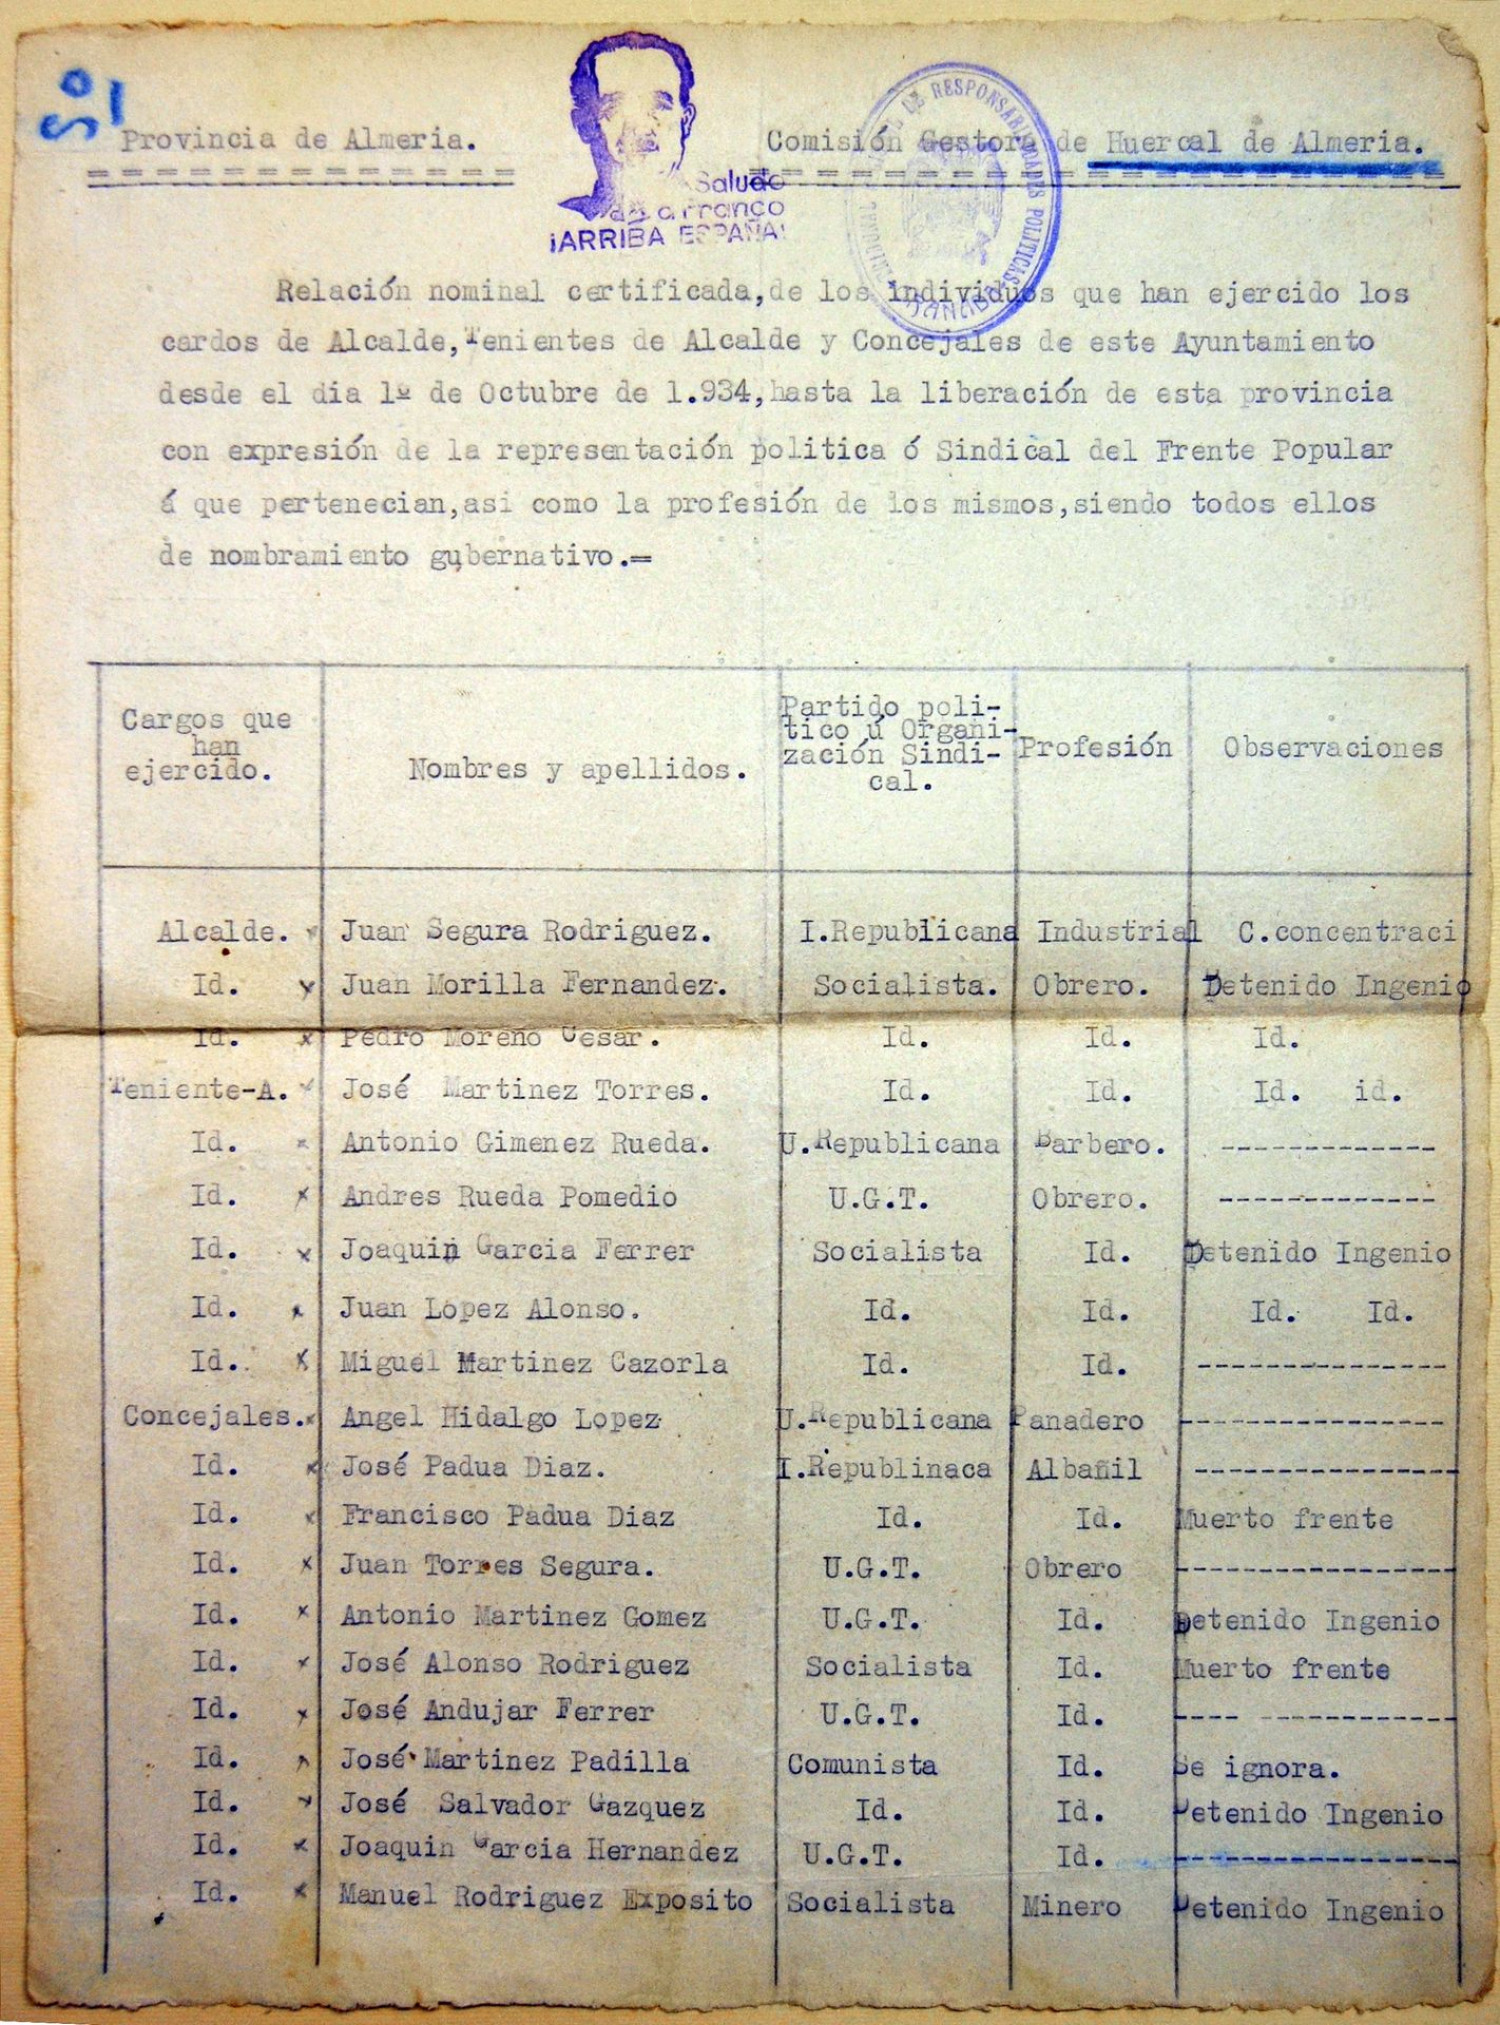 Provincia de Almeria.
Comisión Gestora de Huercal de Almeria.
Saludo
a Franco
¡ARRIBA ESPAÑA!
DE RESPONSABILIDADES POLITICAS
Relación nominal certificada,de los individuos que han ejercido los
cardos de Alcalde,Tenientes de Alcalde y Concejales de este Ayuntamiento
desde el dia 1º de Octubre de 1.934,hasta la liberación de esta provincia
con expresión de la representación politica ó Sindical del Frente Popular
á que pertenecian,asi como la profesión de los mismos,siendo todos ellos
de nombramiento gubernativo.=
Cargos que
han
ejercido.
Nombres y apellidos.
Partido poli-
tico ú Organi-
zación Sindi-
cal.
Profesión
Observaciones
Alcalde. Juan Segura Rodriguez. I.Republicana Industrial C.concentraci
Id. Juan Morilla Fernandez. Socialista. Obrero. Detenido Ingenio
Id. Pedro Moreno Cesar. Id. Id. Id.
Teniente-A. José Martinez Torres. Id. Id. Id. id.
Id. Antonio Gimenez Rueda. U.Republicana Barbero. -------------
Id. Andres Rueda Pomedio U.G.T. Obrero. -------------
Id. Joaquin Garcia Ferrer Socialista Id. Detenido Ingenio
Id. Juan Lopez Alonso. Id. Id. Id. Id.
Id. Miguel Martinez Cazorla Id. Id. ---------------
Concejales. Angel Hidalgo Lopez U.Republicana Panadero ----------------
Id. José Padua Diaz. I.Republinaca Albañil ----------------
Id. Francisco Padua Diaz Id. Id. Muerto frente
Id. Juan Torres Segura. U.G.T. Obrero -----------------
Id. Antonio Martinez Gomez U.G.T. Id. Detenido Ingenio
Id. José Alonso Rodriguez Socialista Id. Muerto frente
Id. José Andujar Ferrer U.G.T. Id. ---- ------------
Id. José Martinez Padilla Comunista Id. Se ignora.
Id. José Salvador Gazquez Id. Id. Detenido Ingenio
Id. Joaquin Garcia Hernandez U.G.T. Id. -----------------
Id. Manuel Rodriguez Exposito Socialista Minero Detenido Ingenio